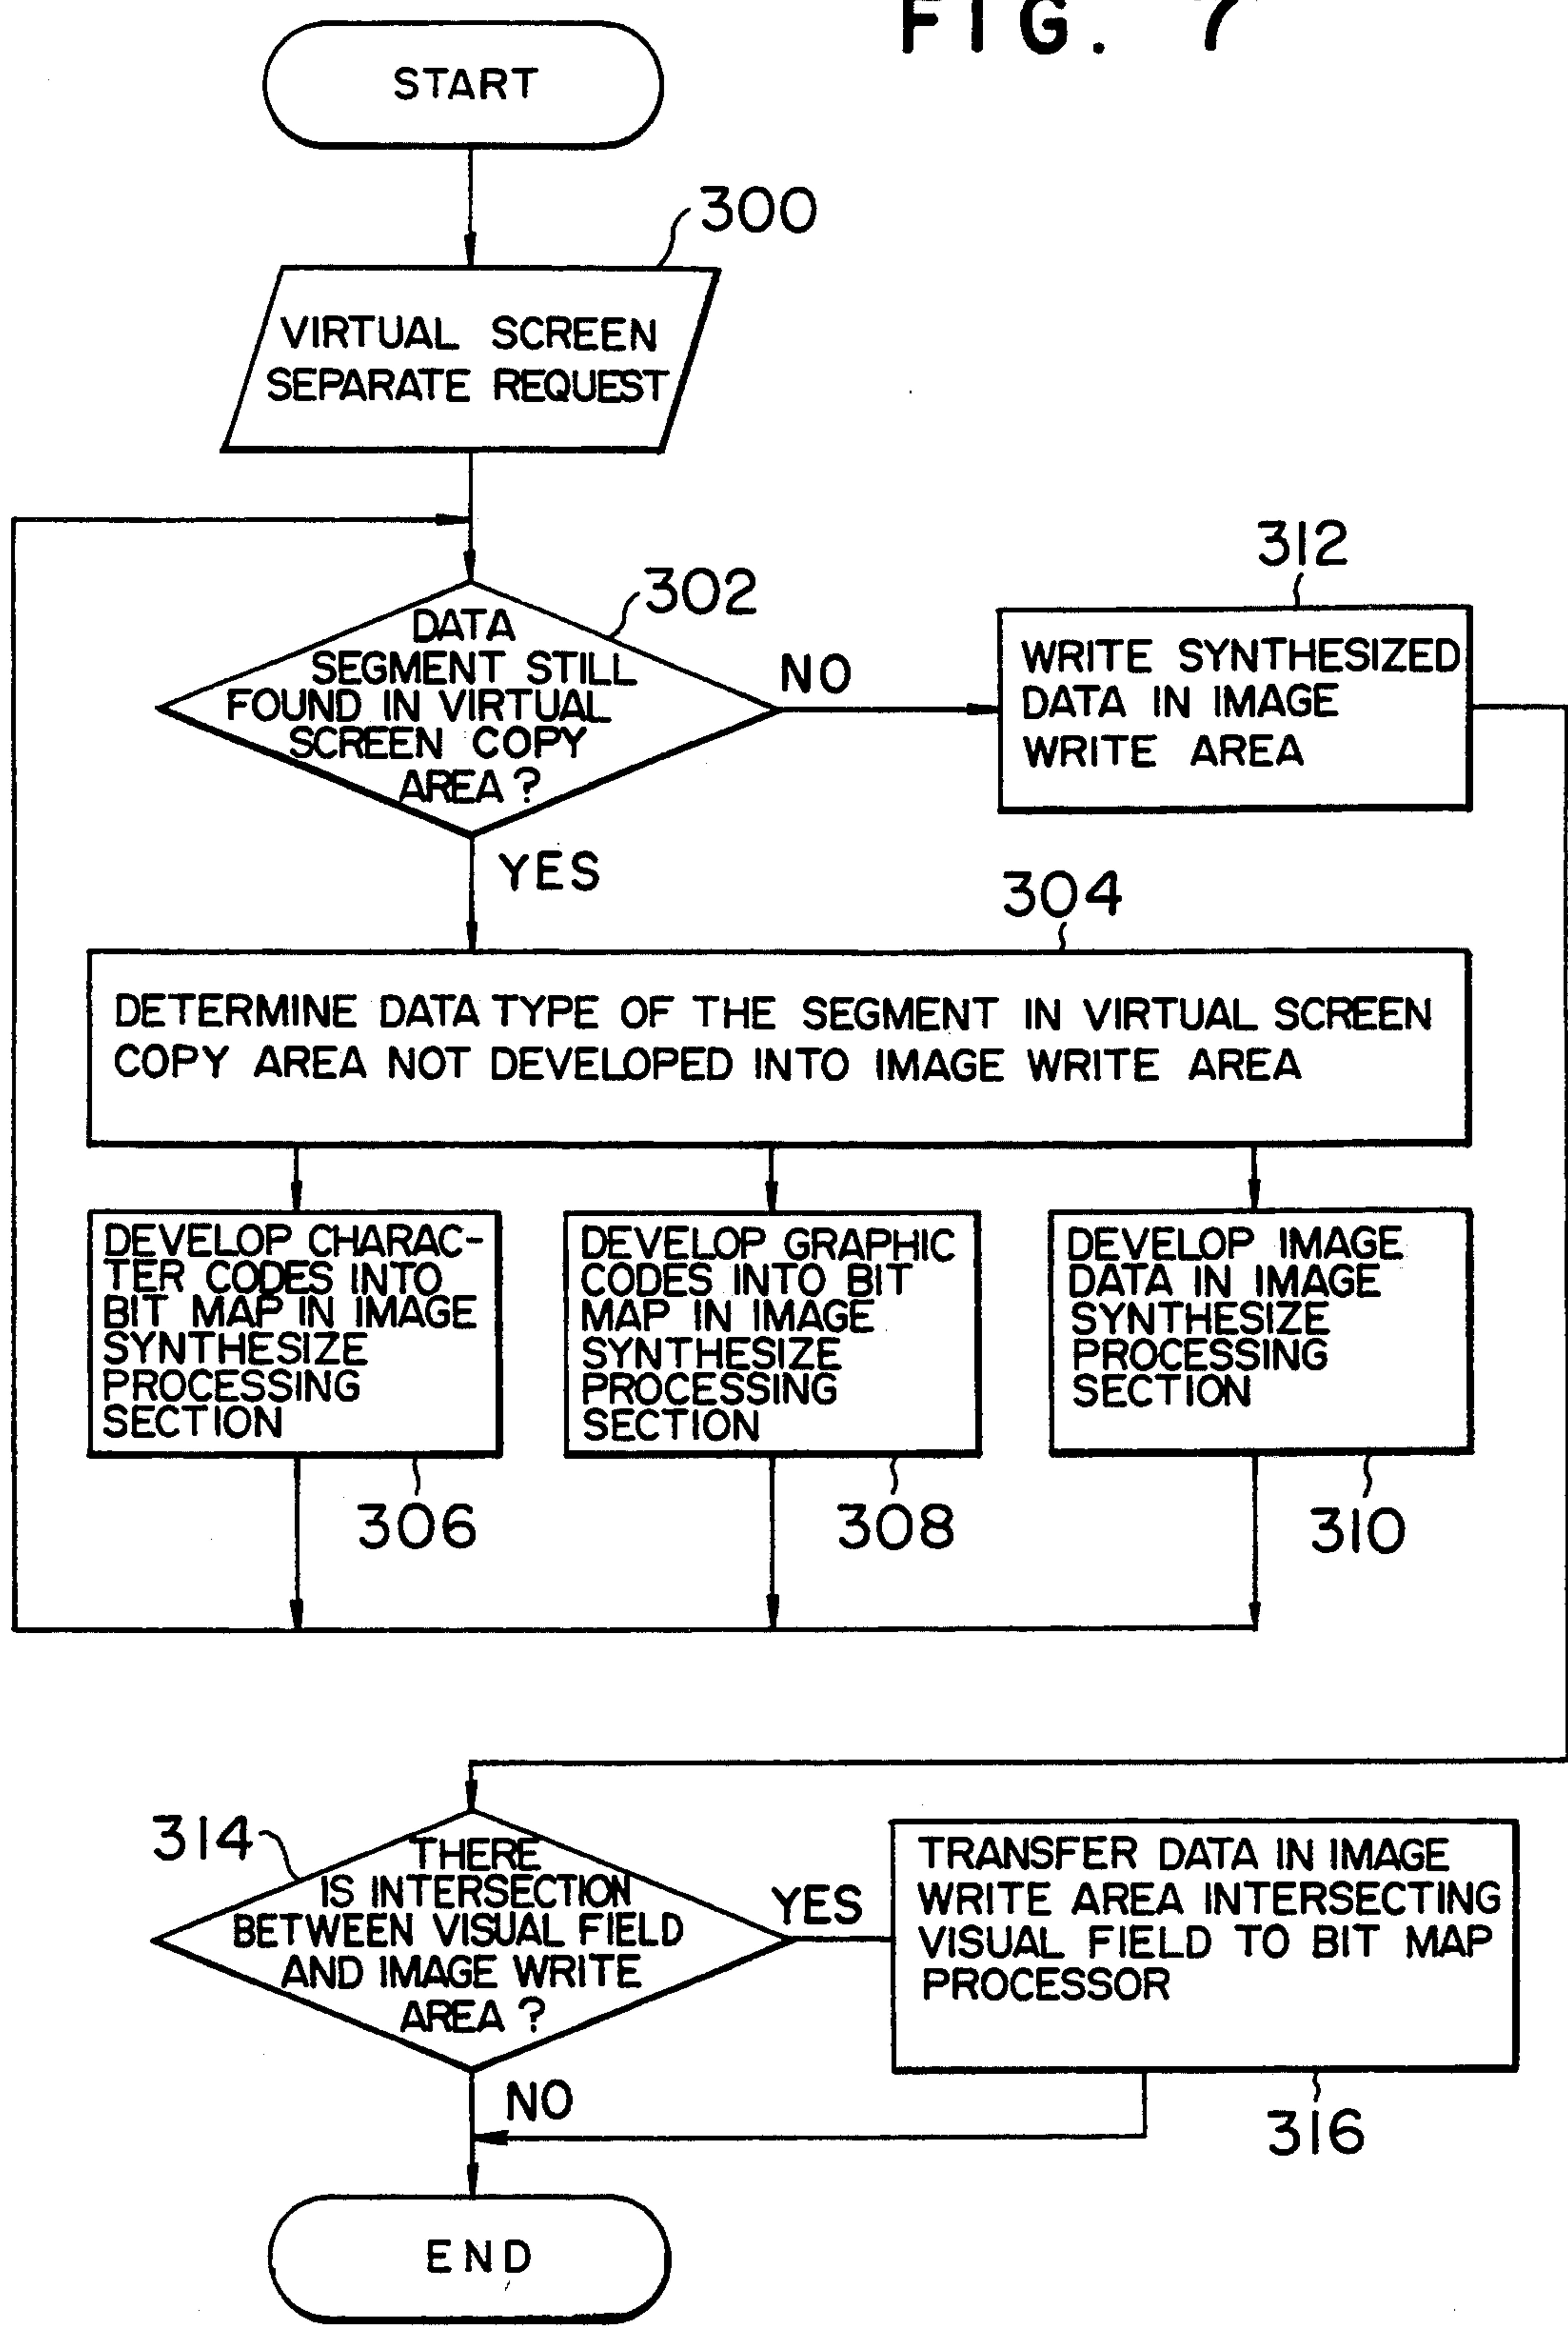 FIG. 7
START
300
VIRTUAL SCREEN
SEPARATE REQUEST
302
DATA
SEGMENT STILL
FOUND IN VIRTUAL
SCREEN COPY
AREA?
NO
312
WRITE SYNTHESIZED
DATA IN IMAGE
WRITE AREA
YES
304
DETERMINE DATA TYPE OF THE SEGMENT IN VIRTUAL SCREEN
COPY AREA NOT DEVELOPED INTO IMAGE WRITE AREA
DEVELOP CHARAC-
TER CODES INTO
BIT MAP IN IMAGE
SYNTHESIZE
PROCESSING
SECTION
306
DEVELOP GRAPHIC
CODES INTO BIT
MAP IN IMAGE
SYNTHESIZE
PROCESSING
SECTION
308
DEVELOP IMAGE
DATA IN IMAGE
SYNTHESIZE
PROCESSING
SECTION
310
314
THERE
IS INTERSECTION
BETWEEN VISUAL FIELD
AND IMAGE WRITE
AREA?
YES
TRANSFER DATA IN IMAGE
WRITE AREA INTERSECTING
VISUAL FIELD TO BIT MAP
PROCESSOR
316
NO
END